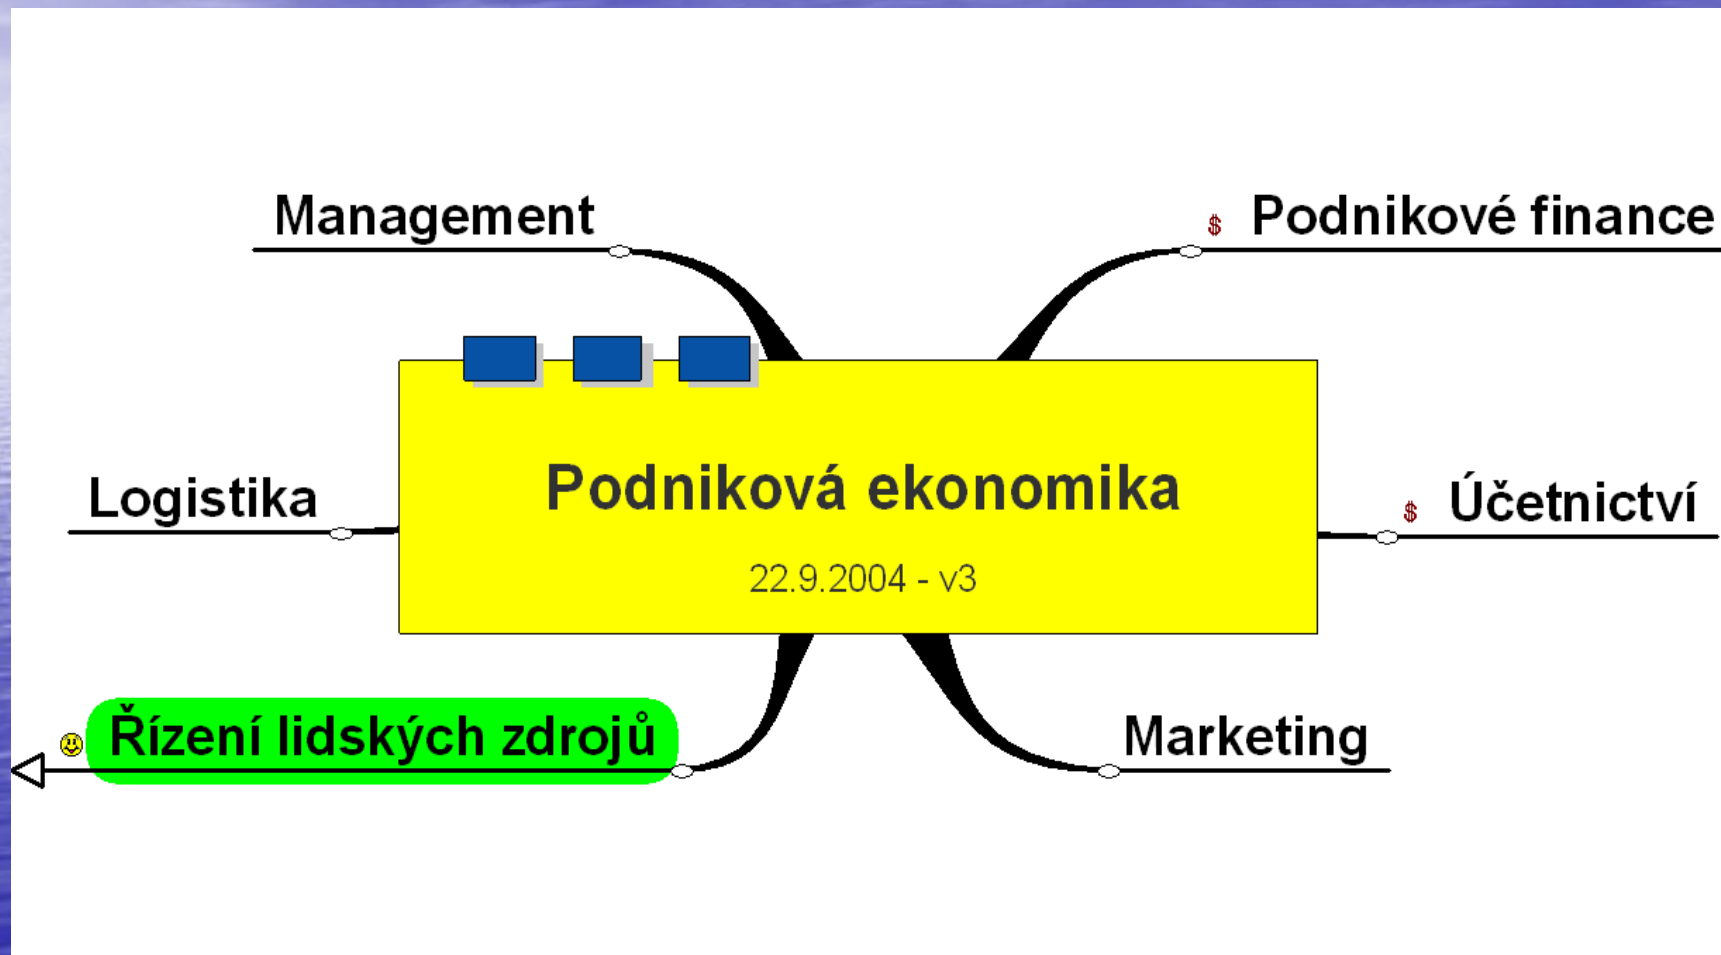 Management
$ Podnikové finance
Podniková ekonomika
22.9.2004 - v3
Logistika
$ Účetnictví
Řízení lidských zdrojů
Marketing